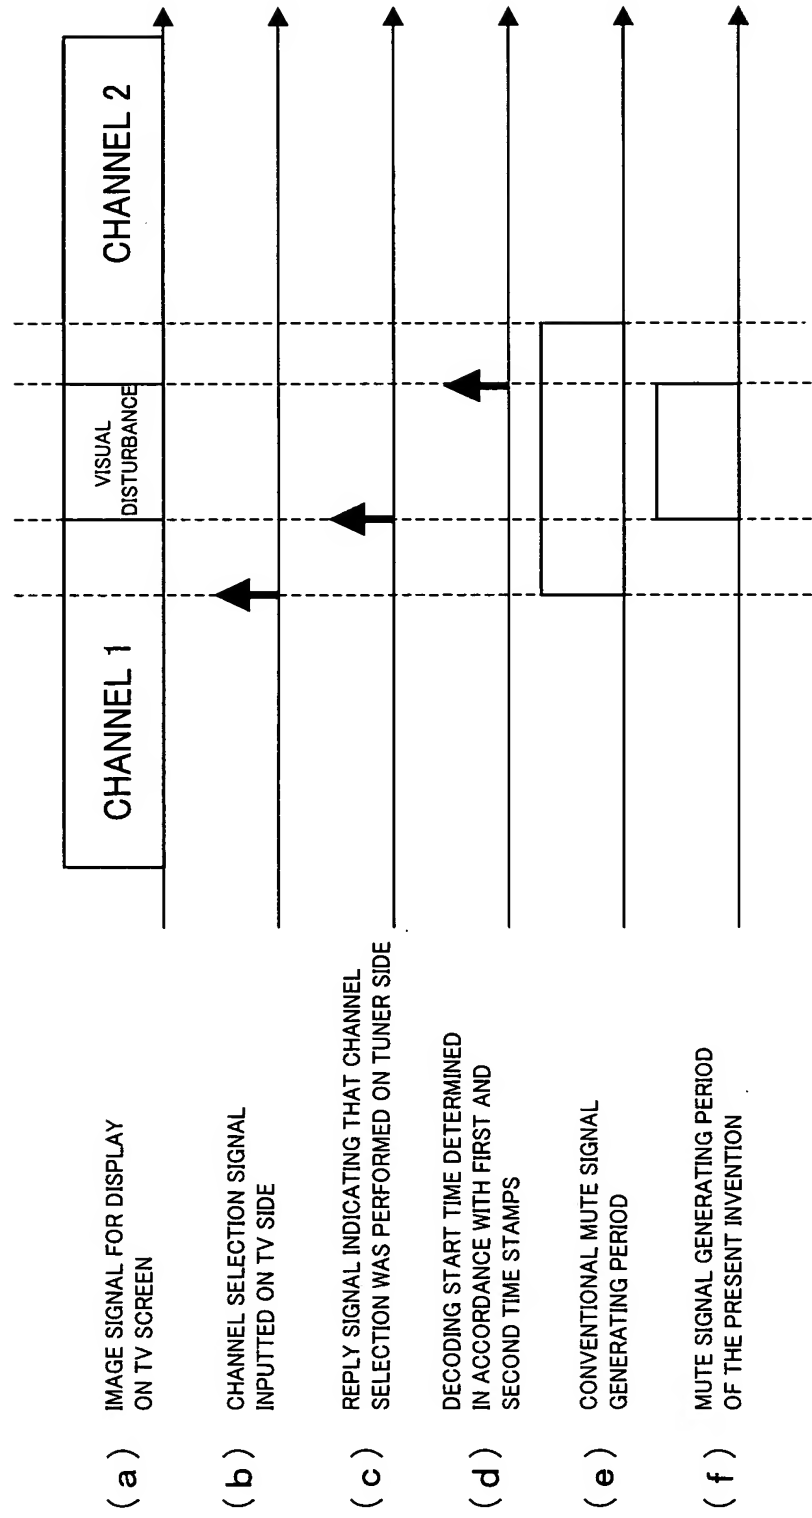 (a) IMAGE SIGNAL FOR DISPLAY
ON TV SCREEN
CHANNEL 1
VISUAL
DISTURBANCE
CHANNEL 2
(b) CHANNEL SELECTION SIGNAL
INPUTTED ON TV SIDE
(c) REPLY SIGNAL INDICATING THAT CHANNEL
SELECTION WAS PERFORMED ON TUNER SIDE
(d) DECODING START TIME DETERMINED
IN ACCORDANCE WITH FIRST AND
SECOND TIME STAMPS
(e) CONVENTIONAL MUTE SIGNAL
GENERATING PERIOD
(f) MUTE SIGNAL GENERATING PERIOD
OF THE PRESENT INVENTION